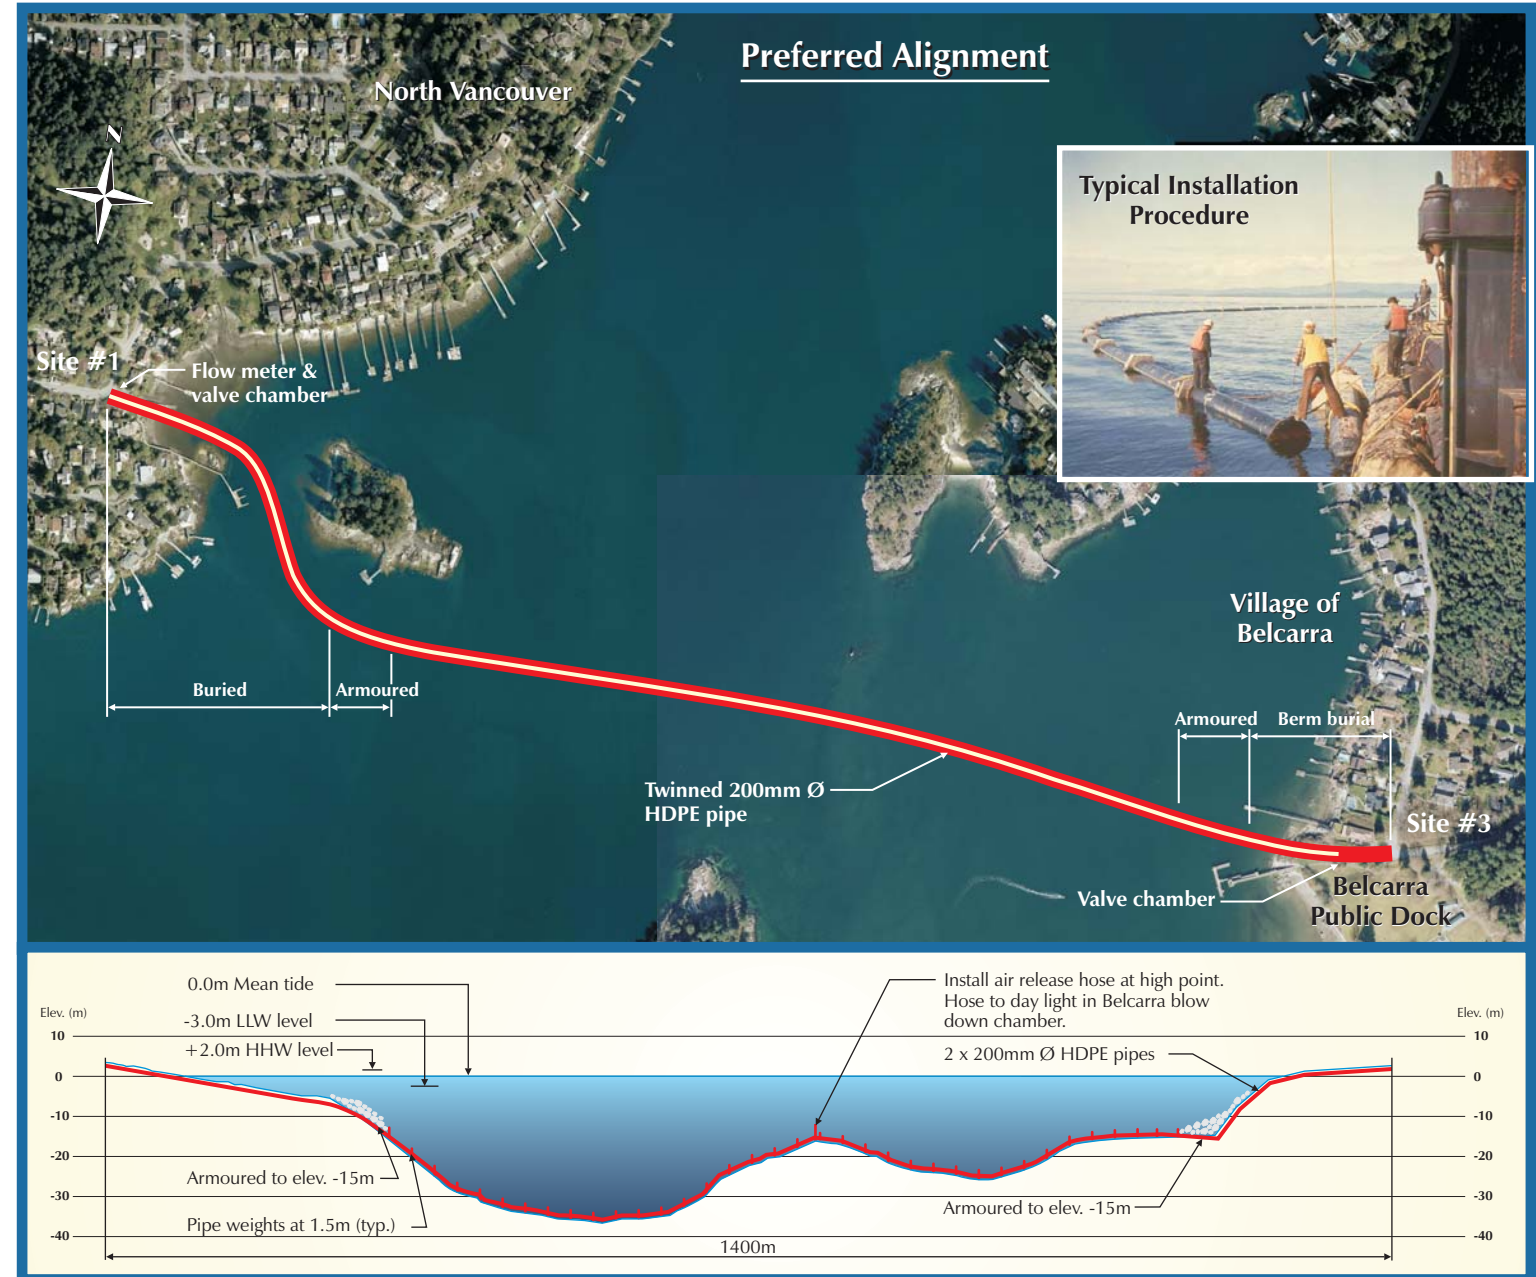 Preferred Alignment
North Vancouver
N
Typical Installation
Procedure
Site #1
Flow meter &
valve chamber
Village of
Belcarra
Buried
Armoured
Armoured
Berm burial
Twinned 200mm Ø
HDPE pipe
Site #3
Valve chamber
Belcarra
Public Dock
0.0m Mean tide
-3.0m LLW level
+2.0m HHW level
Install air release hose at high point.
Hose to day light in Belcarra blow
down chamber.
2 x 200mm Ø HDPE pipes
Elev. (m)
10
0
-10
-20
-30
-40
Elev. (m)
10
0
-10
-20
-30
-40
Armoured to elev. -15m
Pipe weights at 1.5m (typ.)
Armoured to elev. -15m
1400m